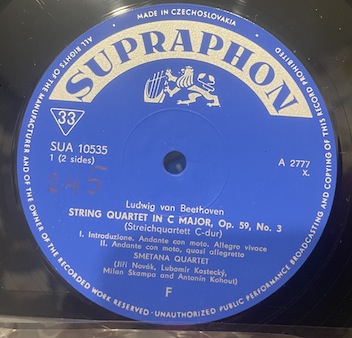 MADE IN CZECHOSLOVAKIA
ALL RIGHTS OF THE MANUFACTURER AND OF THE OWNER OF THE RECORDED WORK RESERVED · UNAUTHORIZED PUBLIC PERFORMANCE BROADCASTING AND COPYING OF THIS RECORD PROHIBITED
SUPRAPHON
33
SUA 10535
1 (2 sides)
A 2777
X.
Ludwig van Beethoven
STRING QUARTET IN C MAJOR, Op. 59, No. 3
(Streichquartett C-dur)
I. Introduzione. Andante con moto. Allegro vivace
II. Andante con moto, quasi allegretto
SMETANA QUARTET
(Jiří Novák, Lubomír Kostecký,
Milan Škampa and Antonín Kohout)
F